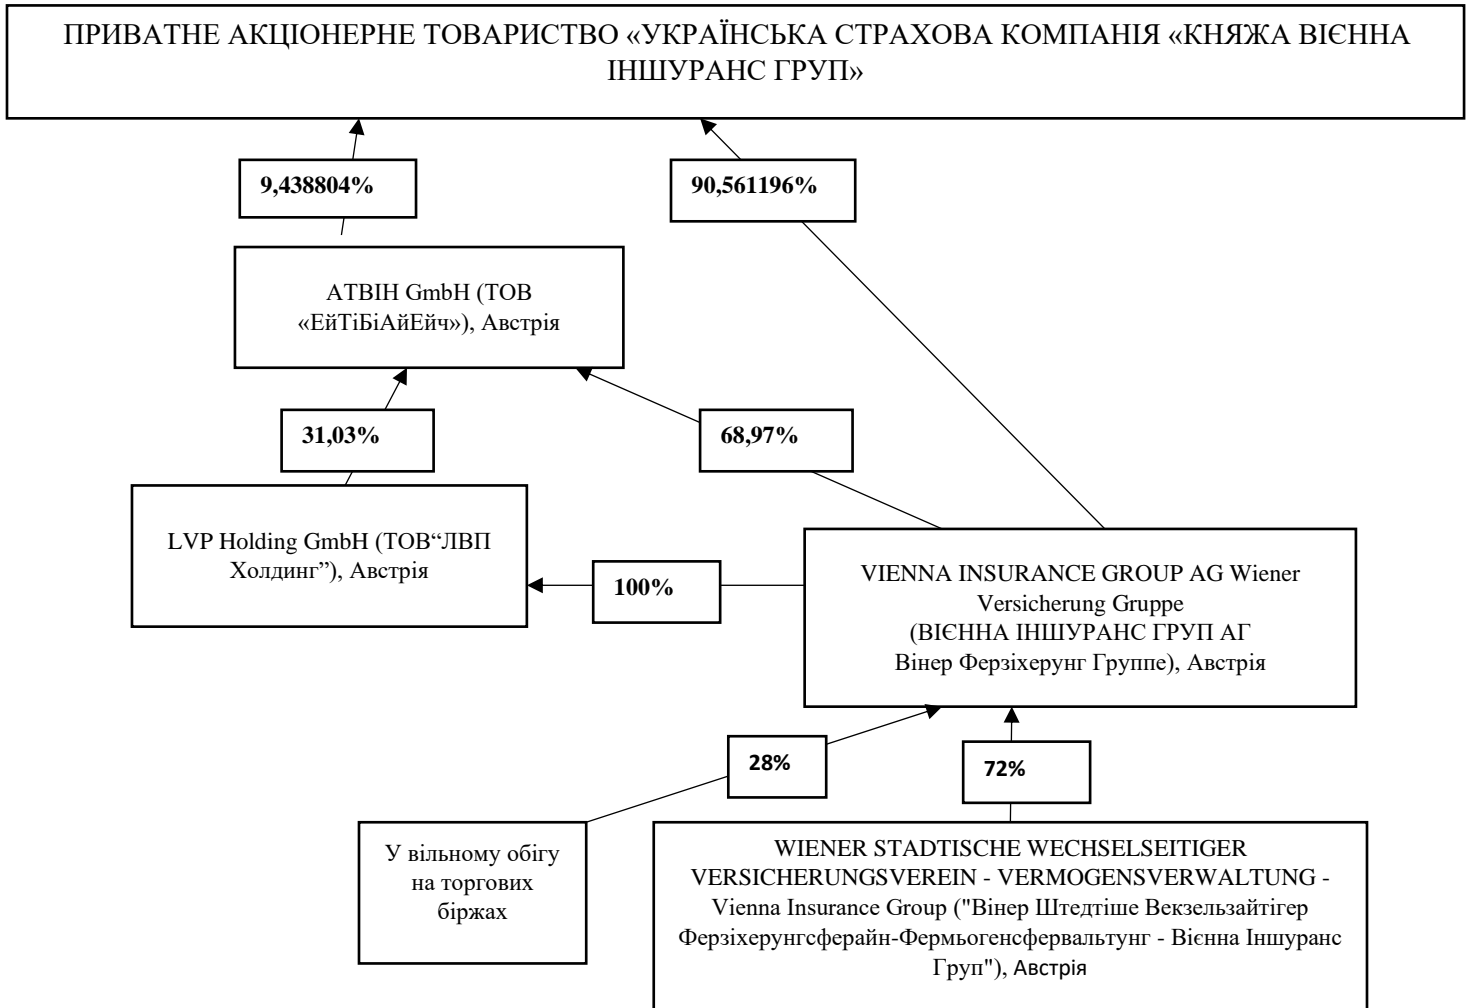 ПРИВАТНЕ АКЦІОНЕРНЕ ТОВАРИСТВО «УКРАЇНСЬКА СТРАХОВА КОМПАНІЯ «КНЯЖА ВІЄННА
ІНШУРАНС ГРУП»
9,438804%
90,561196%
АТВІН GmbH (ТОВ
«ЕйТіБіАйЕйч»), Австрія
31,03%
68,97%
LVP Holding GmbH (ТОВ“ЛВП
Холдинг”), Австрія
100%
VIENNA INSURANCE GROUP AG Wiener
Versicherung Gruppe
(ВІЄННА ІНШУРАНС ГРУП АГ
Вінер Ферзіхерунг Группе), Австрія
28%
72%
У вільному обігу
на торгових
біржах
WIENER STADTISCHE WECHSELSEITIGER
VERSICHERUNGSVEREIN - VERMOGENSVERWALTUNG -
Vienna Insurance Group ("Вінер Штедтіше Векзельзайтігер
Ферзіхерунгсферайн-Фермьогенсфервальтунг - Вієнна Іншуранс
Груп"), Австрія